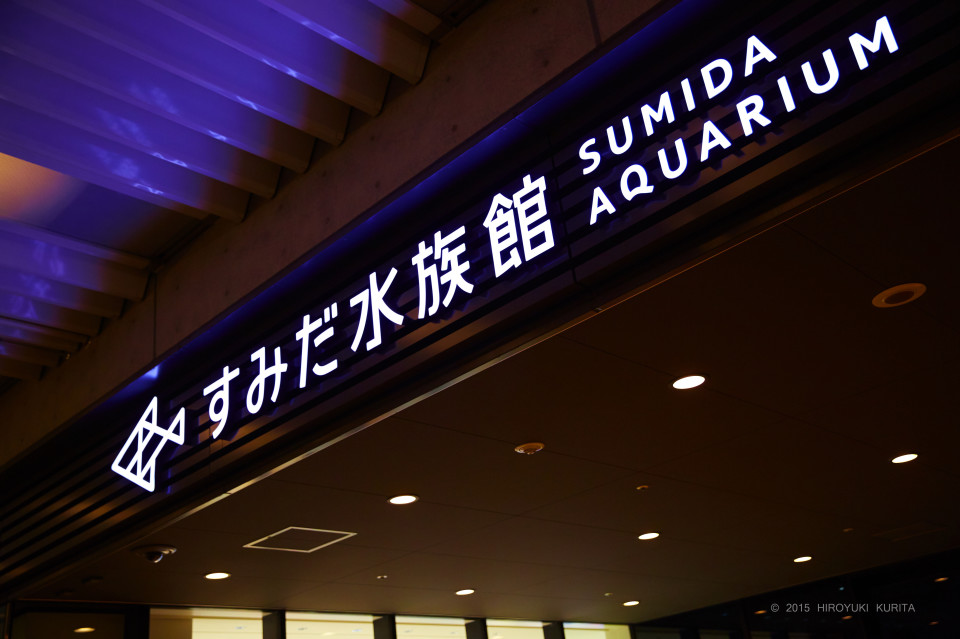 すみだ水族館
SUMIDA
AQUARIUM
© 2015 HIROYUKI KURITA